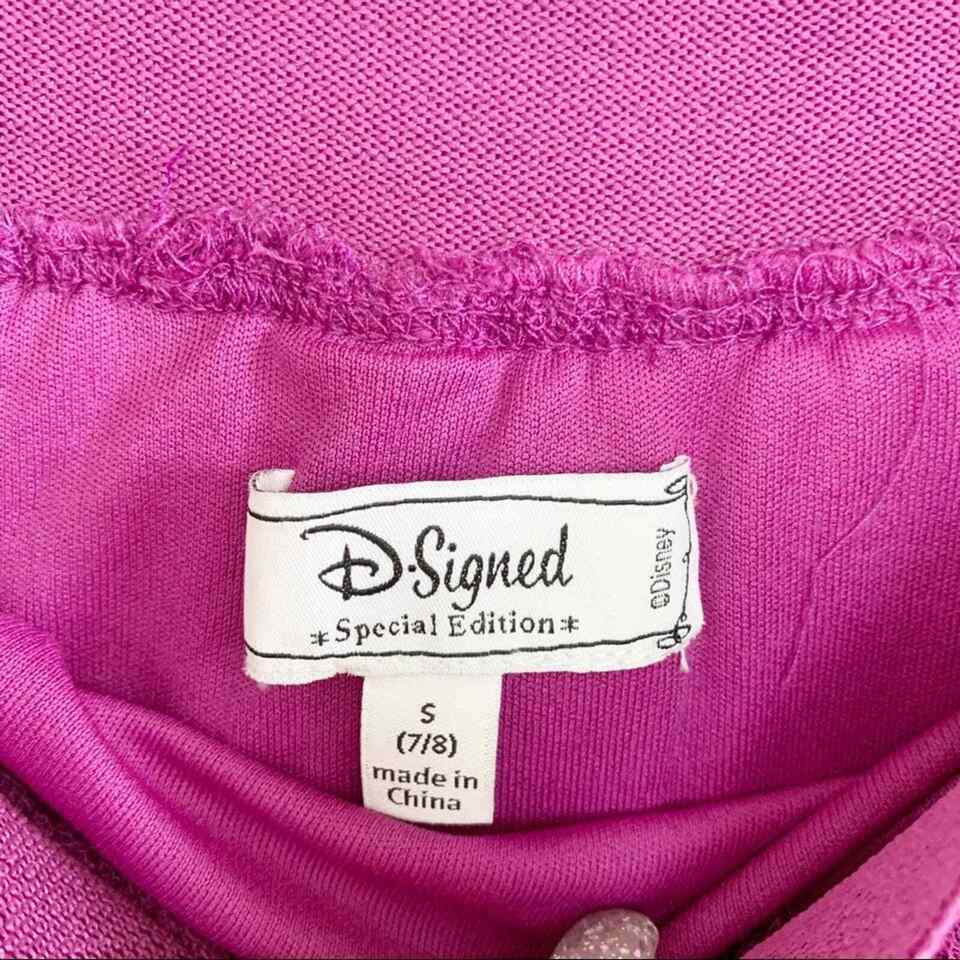 D-Signed
*Special Edition*
©Disney
S
(7/8)
made in
China